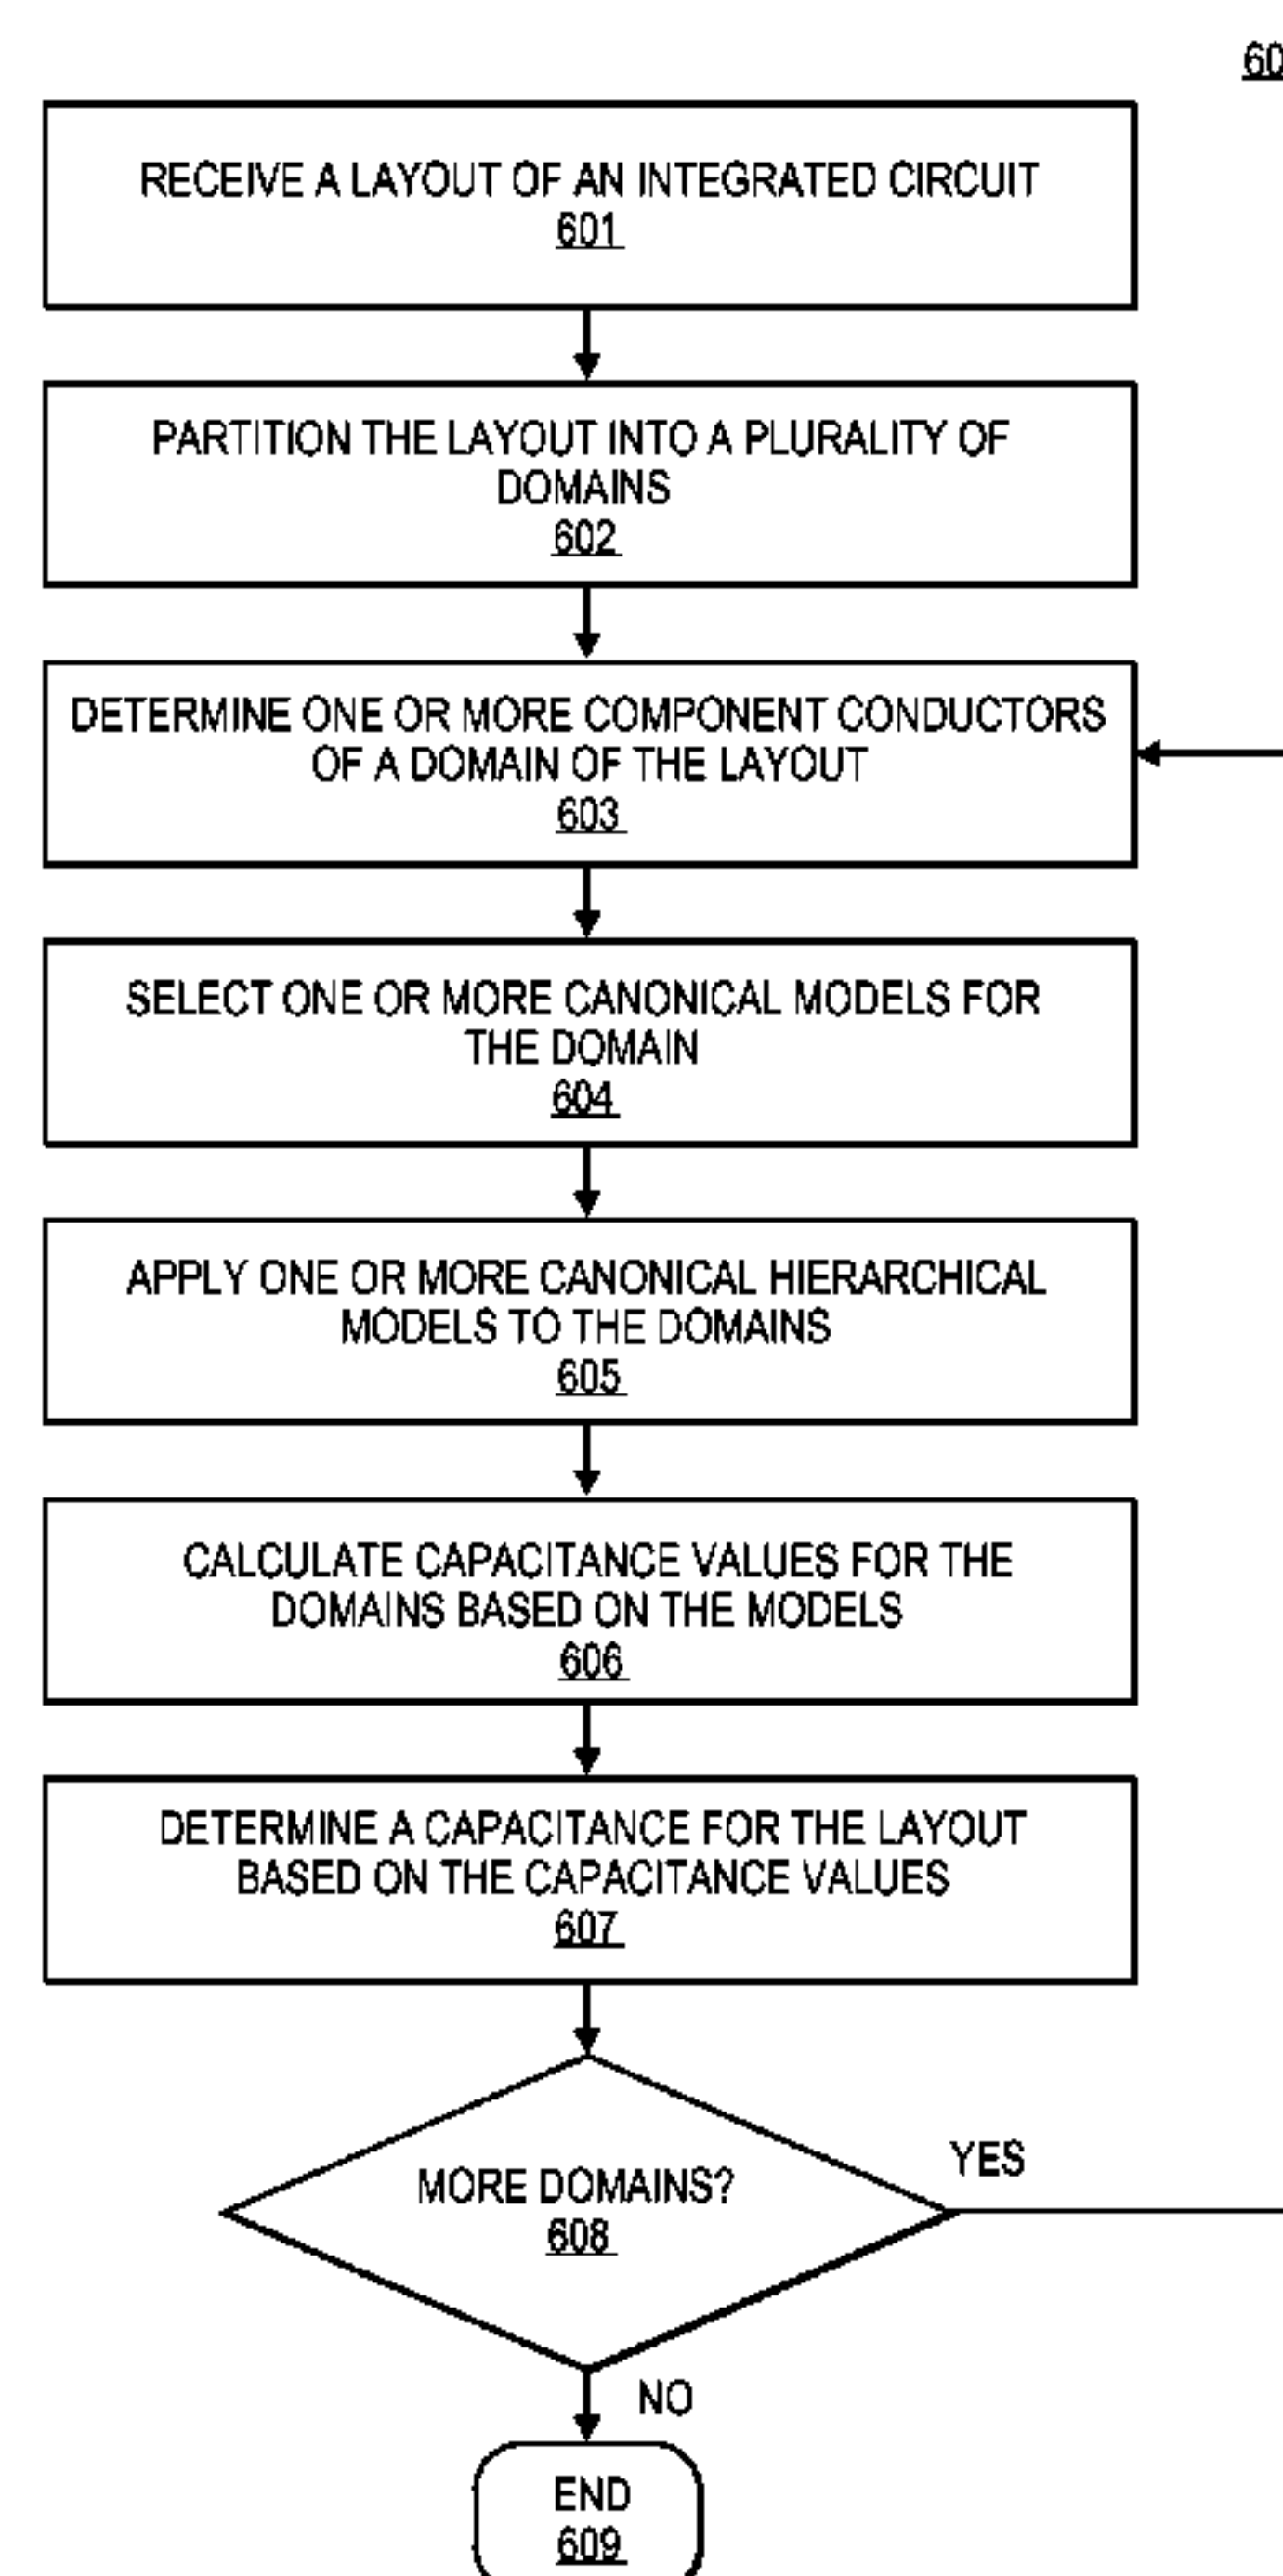 RECEIVE A LAYOUT OF AN INTEGRATED CIRCUIT
601
PARTITION THE LAYOUT INTO A PLURALITY OF
DOMAINS
602
DETERMINE ONE OR MORE COMPONENT CONDUCTORS
OF A DOMAIN OF THE LAYOUT
603
SELECT ONE OR MORE CANONICAL MODELS FOR
THE DOMAIN
604
APPLY ONE OR MORE CANONICAL HIERARCHICAL
MODELS TO THE DOMAINS
605
CALCULATE CAPACITANCE VALUES FOR THE
DOMAINS BASED ON THE MODELS
606
DETERMINE A CAPACITANCE FOR THE LAYOUT
BASED ON THE CAPACITANCE VALUES
607
MORE DOMAINS?
608
YES
NO
END
609